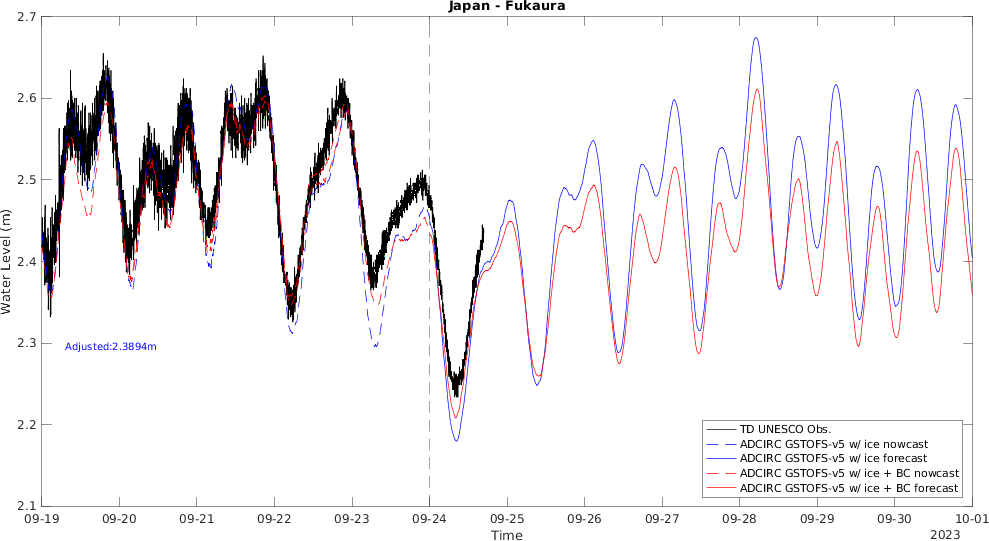 Japan - Fukaura
2.7
2.6
2.5
2.4
2.3
2.2
2.1
Water Level (m)
Adjusted:2.3894m
TD UNESCO Obs.
ADCIRC GSTOFS-v5 w/ ice nowcast
ADCIRC GSTOFS-v5 w/ ice forecast
ADCIRC GSTOFS-v5 w/ ice + BC nowcast
ADCIRC GSTOFS-v5 w/ ice + BC forecast
09-19 09-20 09-21 09-22 09-23 09-24 09-25 09-26 09-27 09-28 09-29 09-30 10-01
Time
2023